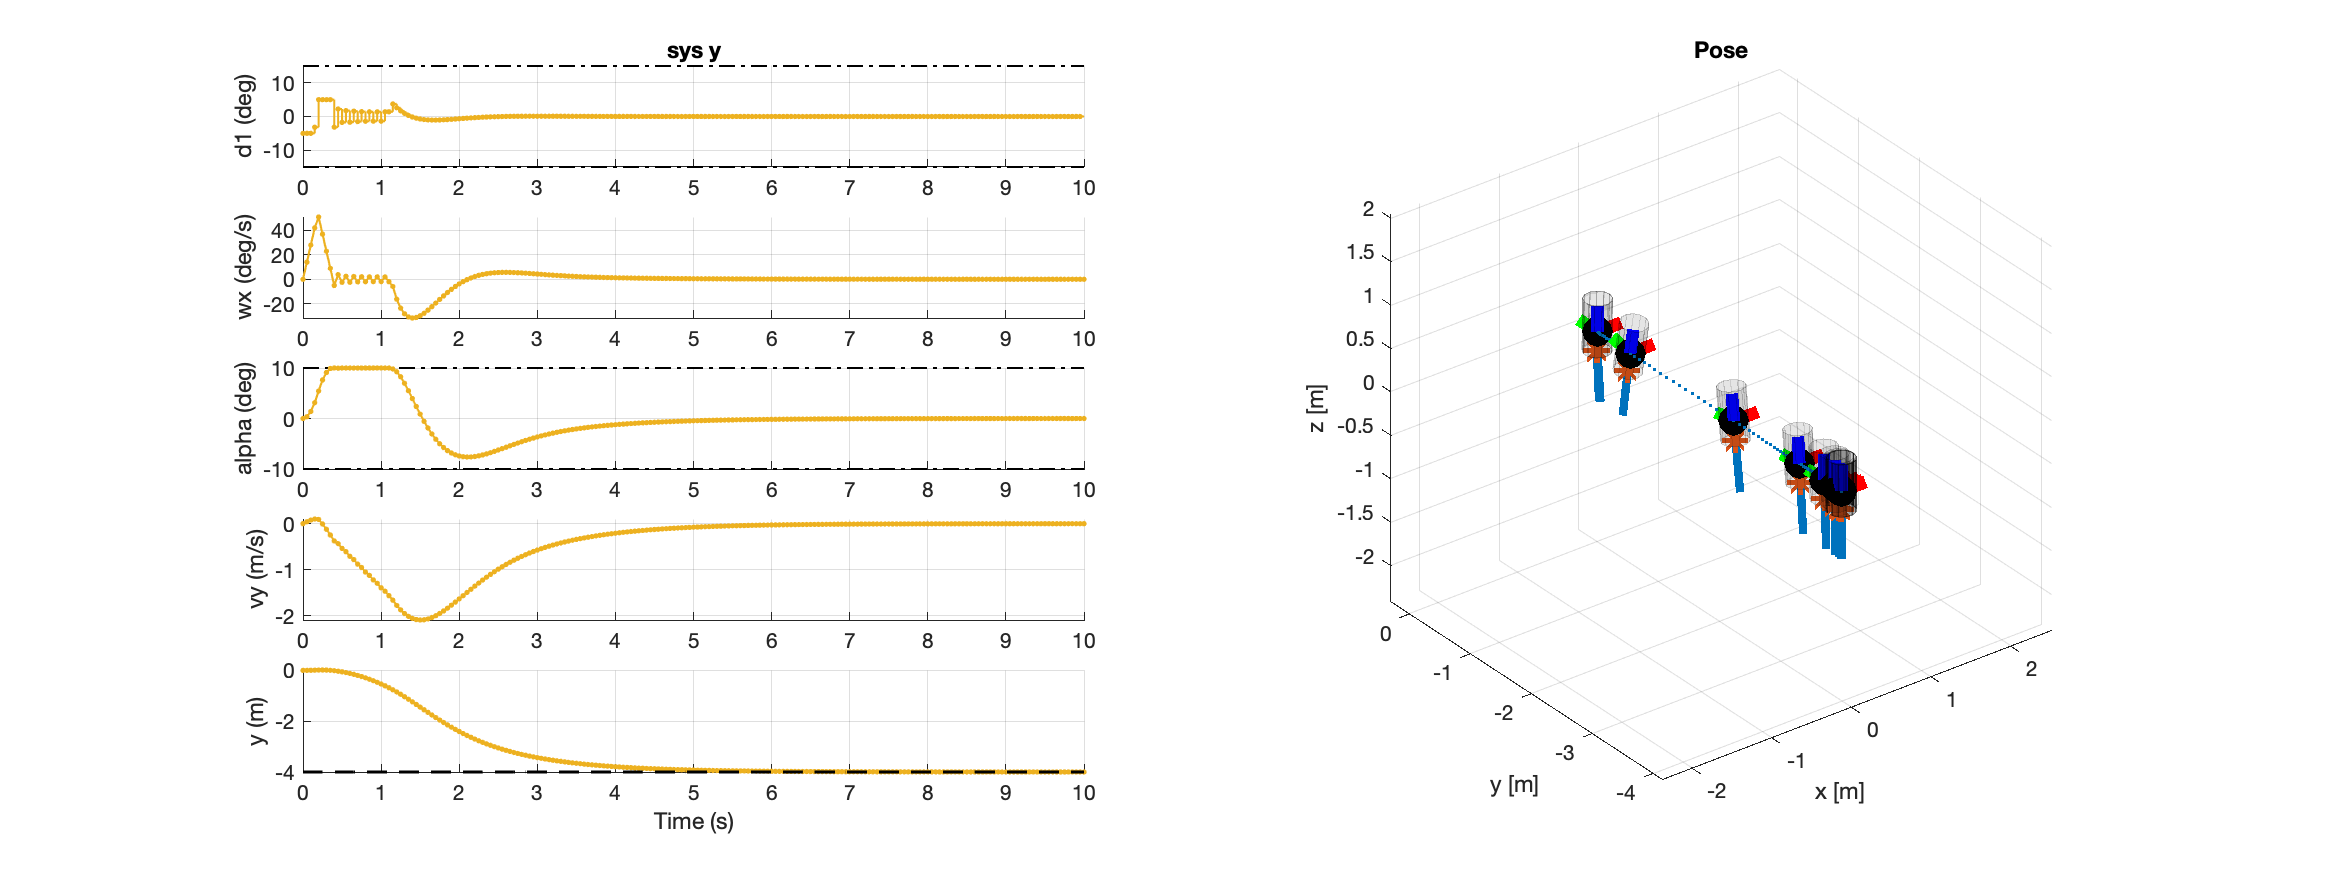 sys y
d1 (deg)
10
0
-10
0 1 2 3 4 5 6 7 8 9 10
wx (deg/s)
40
20
0
-20
0 1 2 3 4 5 6 7 8 9 10
alpha (deg)
10
0
-10
0 1 2 3 4 5 6 7 8 9 10
vy (m/s)
0
-1
-2
0 1 2 3 4 5 6 7 8 9 10
y (m)
0
-2
-4
0 1 2 3 4 5 6 7 8 9 10
Time (s)
Pose
z [m]
2
1.5
1
0.5
0
-0.5
-1
-1.5
-2
0
-1
-2
-3
-4
y [m]
-2
-1
0
1
2
x [m]